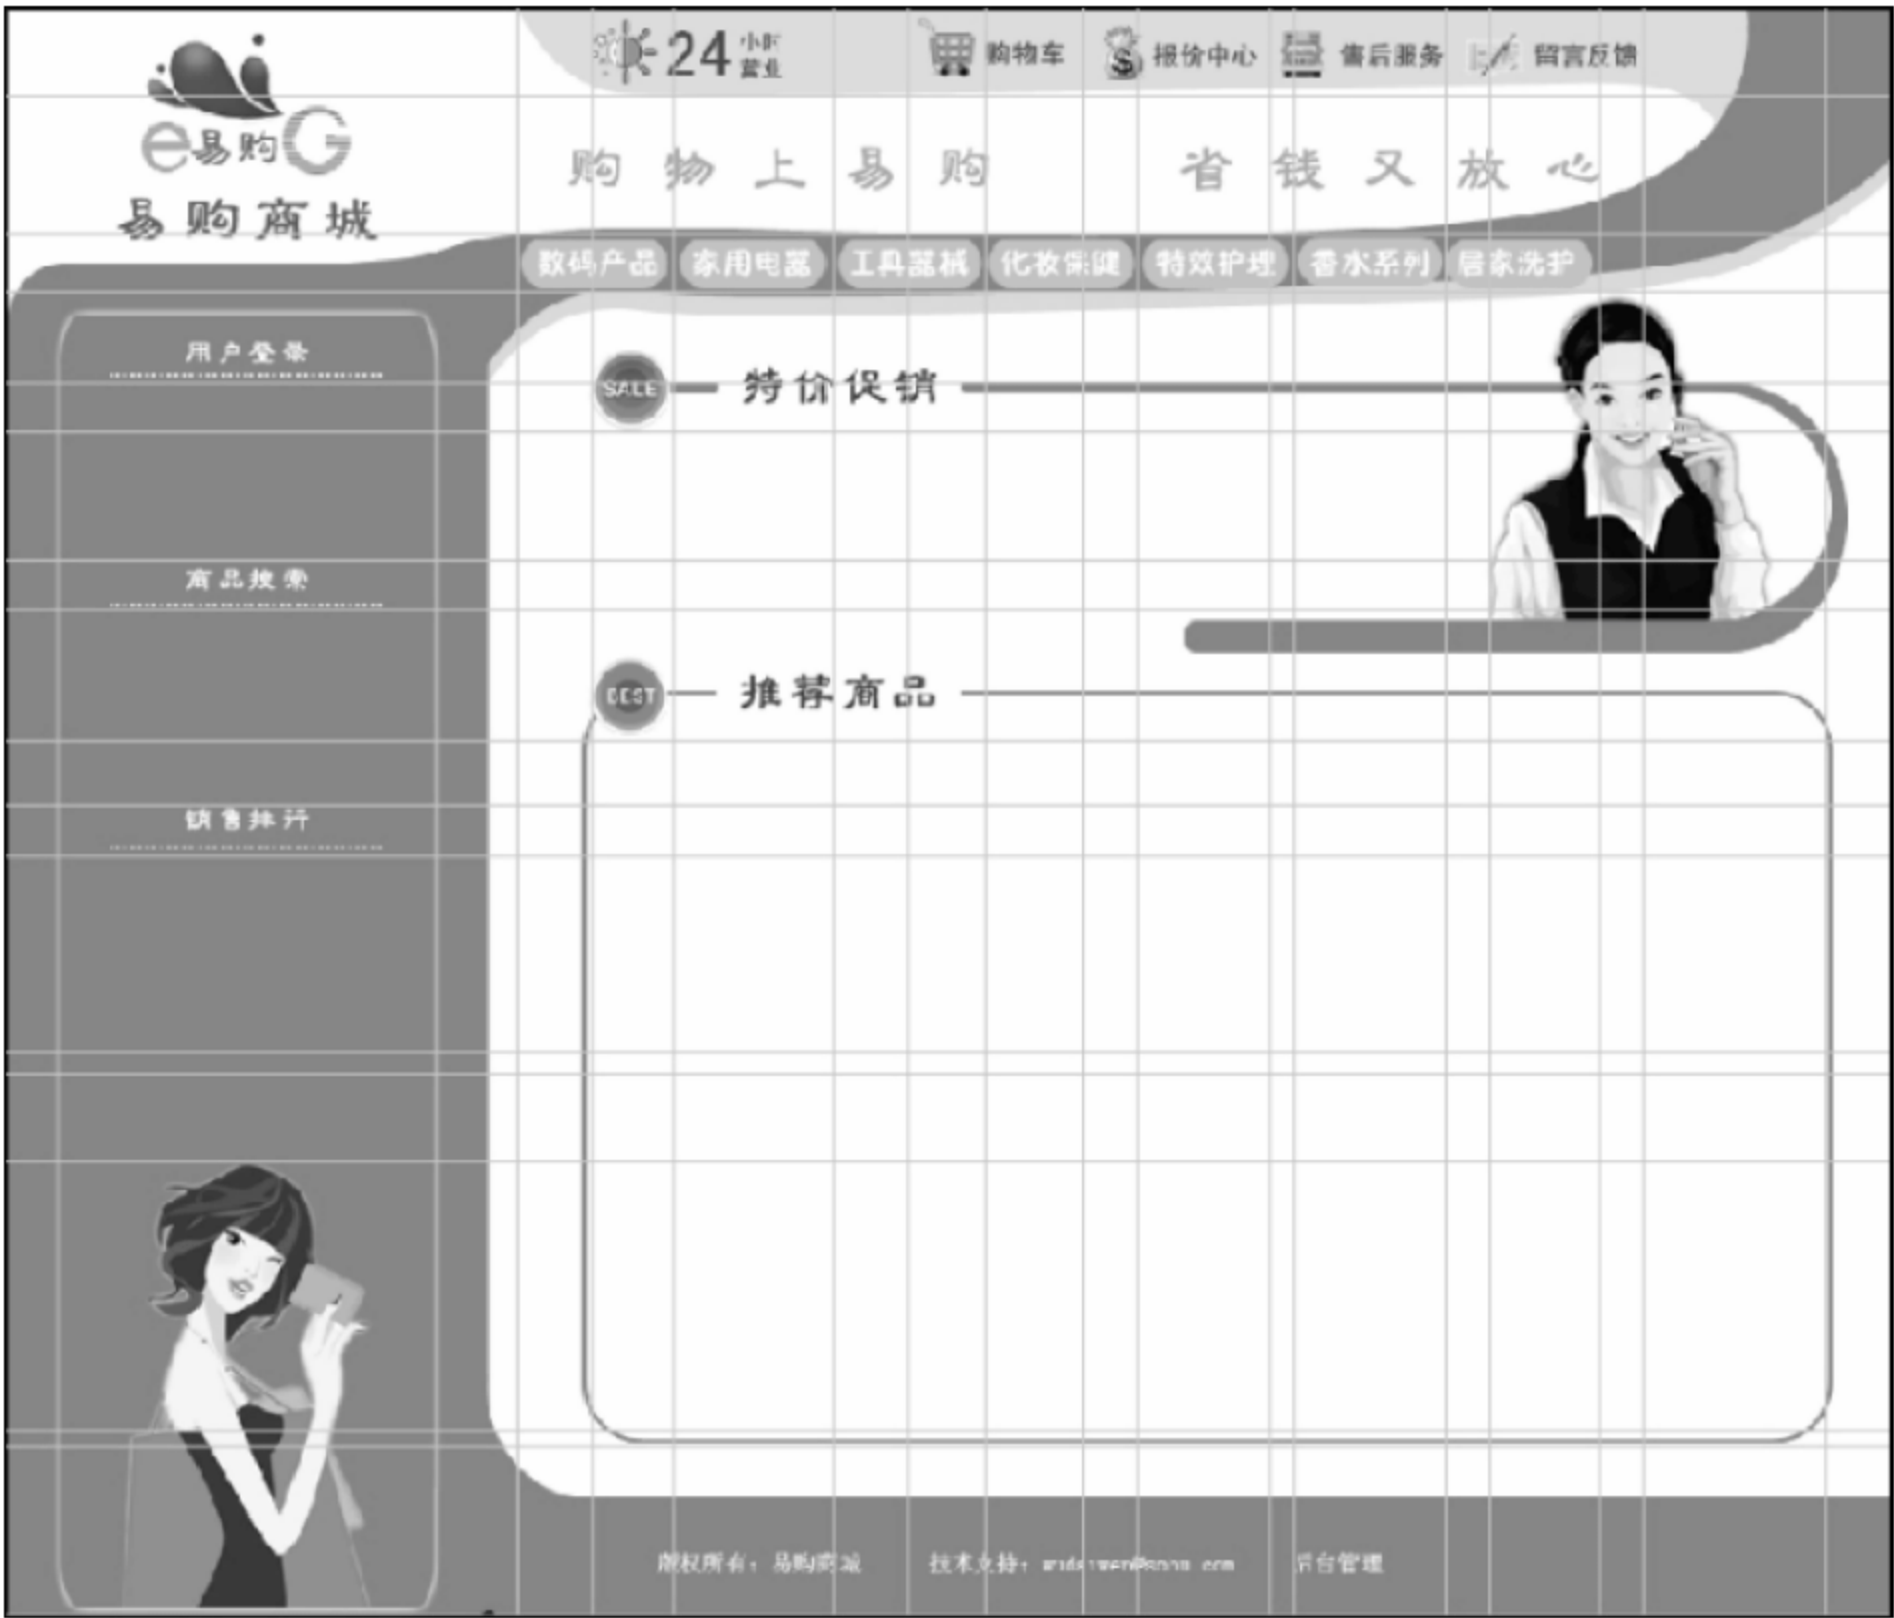 24 小时
营业
购物车 报价中心 售后服务 留言反馈
e易购G
易购商城
购物上易购 省钱又放心
数码产品 家用电器 工具器械 化妆保健 特效护理 香水系列 居家洗护
用户登录
SALE 特价促销
商品搜索
BEST 推荐商品
销售排行
版权所有：易购商城 技术支持： 后台管理